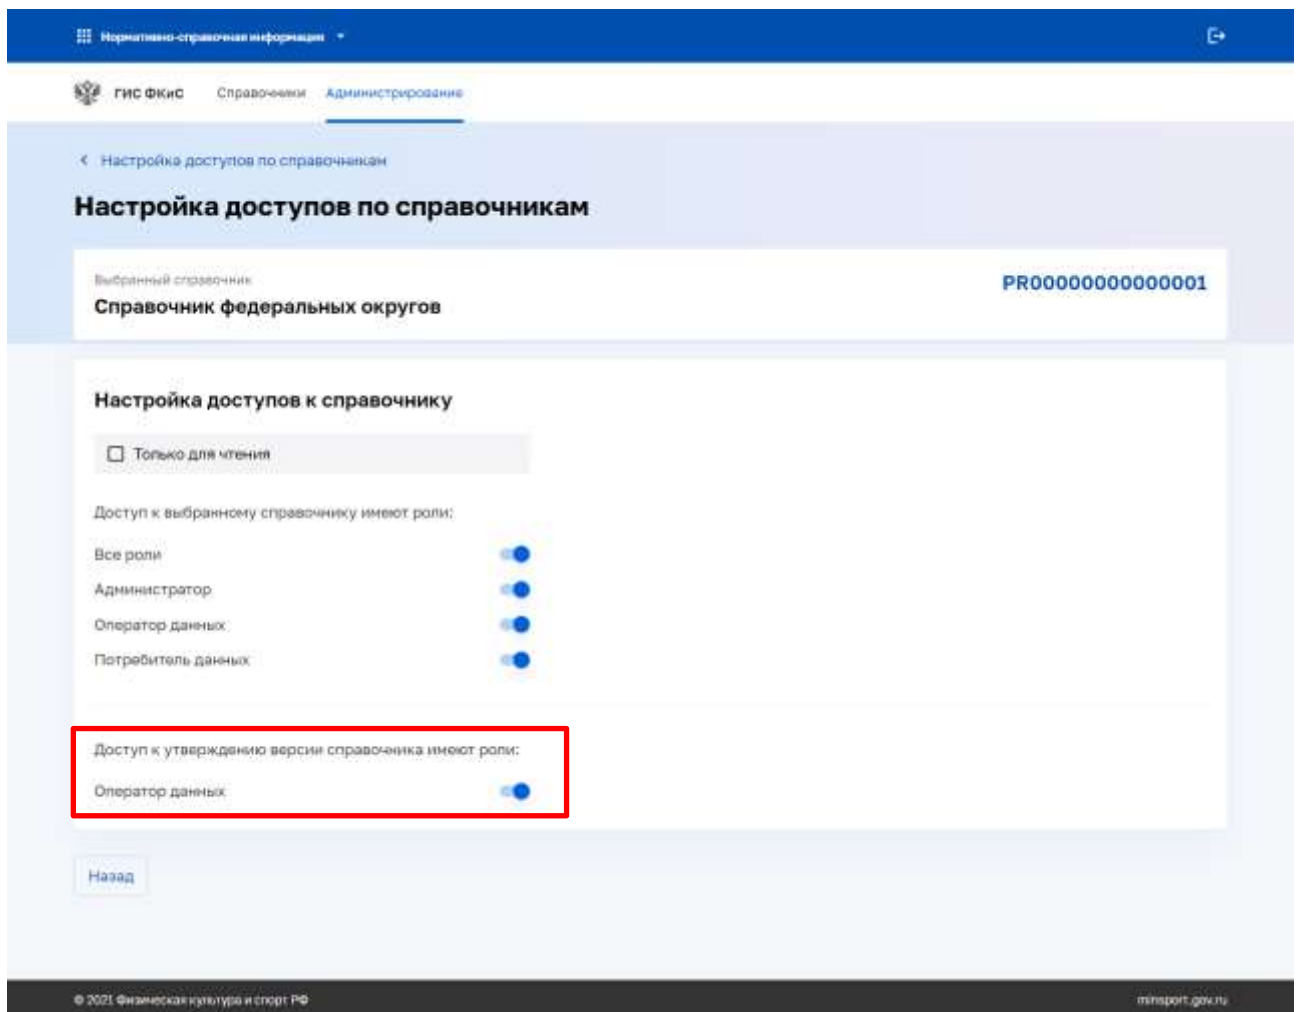 Нормативно-справочная информация
ГИС ФКиС Справочники Администрирование
Настройка доступов по справочникам
Настройка доступов по справочникам
Выбранный справочник
PR00000000000001
Справочник федеральных округов
Настройка доступов к справочнику
Только для чтения
Доступ к выбранному справочнику имеют роли:
Все роли
Администратор
Оператор данных
Потребитель данных
Доступ к утверждению версии справочника имеют роли:
Оператор данных
Назад
© 2021 Физическая культура и спорт РФ minsport.gov.ru